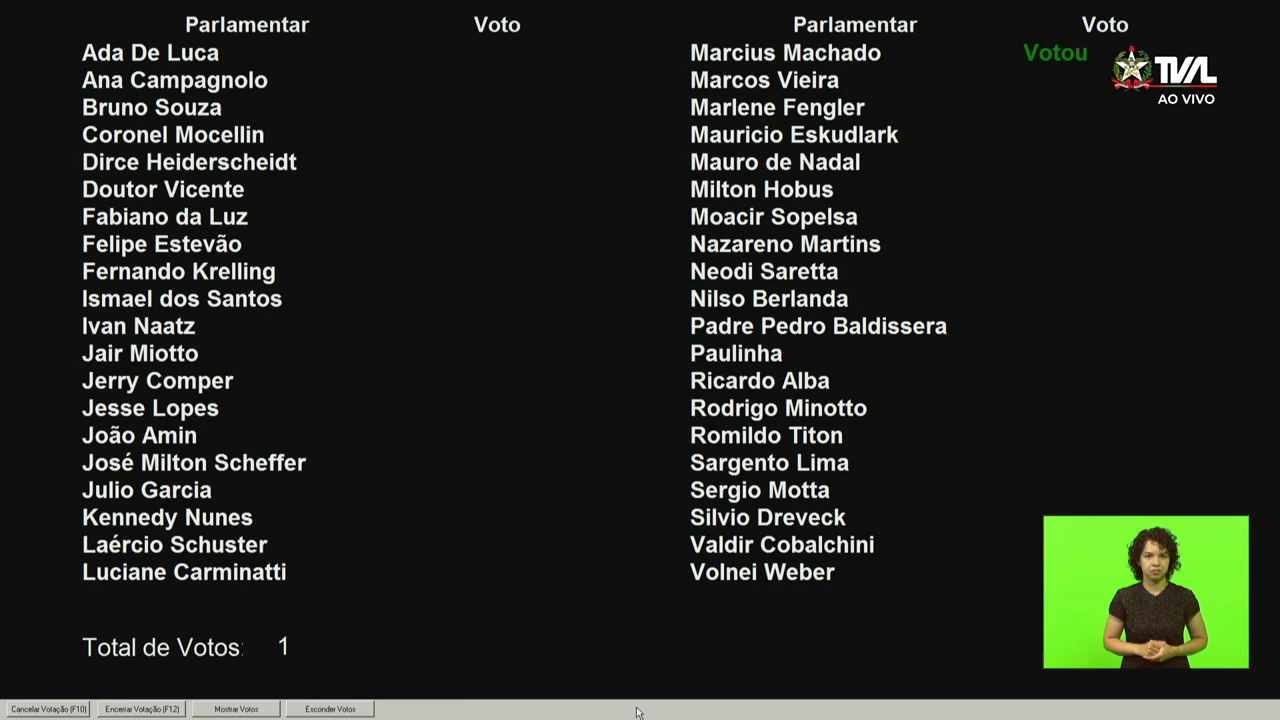 Parlamentar Voto
Ada De Luca
Ana Campagnolo
Bruno Souza
Coronel Mocellin
Dirce Heiderscheidt
Doutor Vicente
Fabiano da Luz
Felipe Estevão
Fernando Krelling
Ismael dos Santos
Ivan Naatz
Jair Miotto
Jerry Comper
Jesse Lopes
João Amin
José Milton Scheffer
Julio Garcia
Kennedy Nunes
Laércio Schuster
Luciane Carminatti
Total de Votos: 1
Parlamentar Voto
Marcius Machado Votou
Marcos Vieira
Marlene Fengler
Mauricio Eskudlark
Mauro de Nadal
Milton Hobus
Moacir Sopelsa
Nazareno Martins
Neodi Saretta
Nilso Berlanda
Padre Pedro Baldissera
Paulinha
Ricardo Alba
Rodrigo Minotto
Romildo Titon
Sargento Lima
Sergio Motta
Silvio Dreveck
Valdir Cobalchini
Volnei Weber
TVAL
AO VIVO
Cancelar Votação (F10) Encerrar Votação (F12) Mostrar Votos Esconder Votos